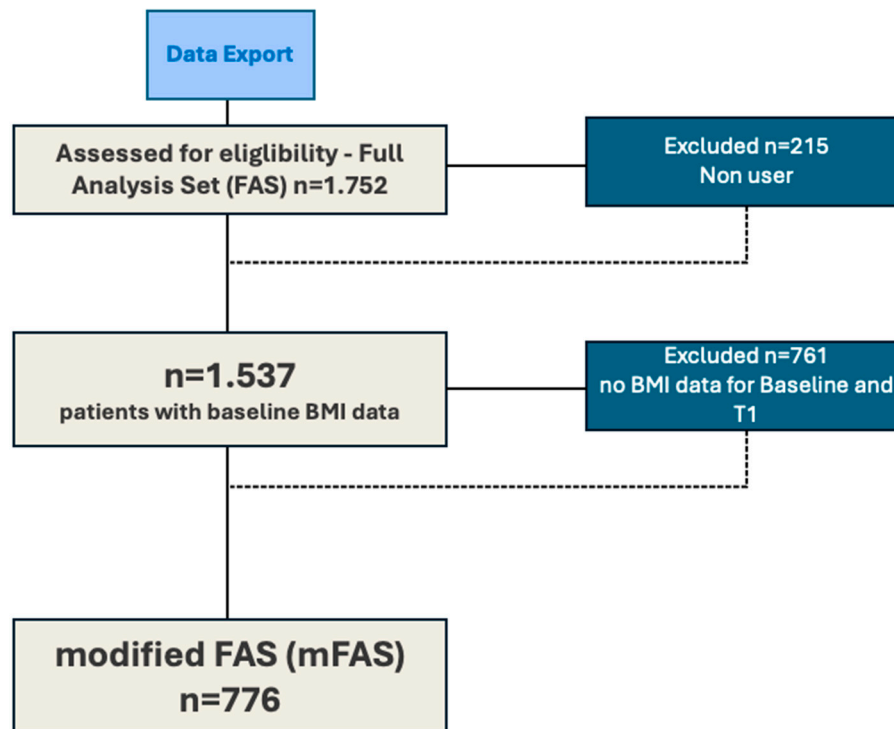 Data Export
Assessed for eliglibility - Full
Analysis Set (FAS) n=1.752
Excluded n=215
Non user
n=1.537
patients with baseline BMI data
Excluded n=761
no BMI data for Baseline and
T1
modified FAS (mFAS)
n=776